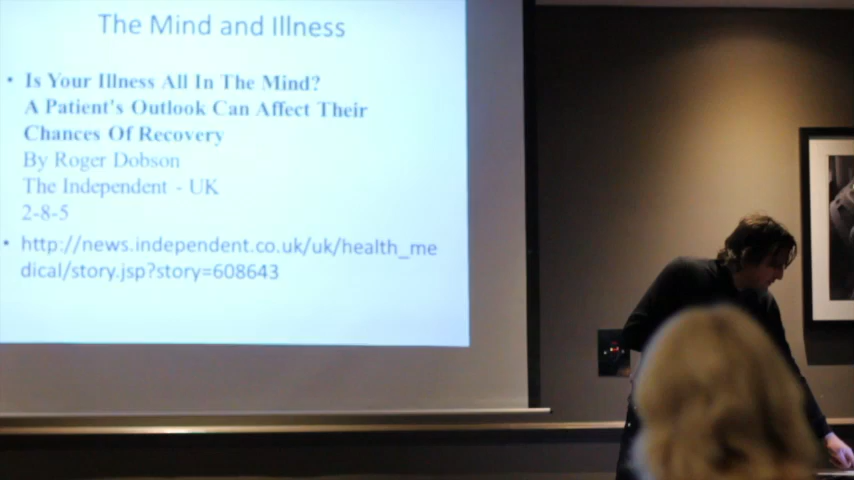 The Mind and Illness
• Is Your Illness All In The Mind?
A Patient's Outlook Can Affect Their
Chances Of Recovery
By Roger Dobson
The Independent - UK
2-8-5
• http://news.independent.co.uk/uk/health_me
dical/story.jsp?story=608643